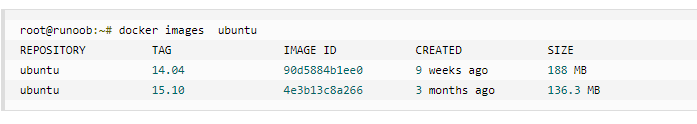 root@runoob:~# docker images  ubuntu
REPOSITORY          TAG                 IMAGE ID            CREATED             SIZE
ubuntu              14.04               90d5884b1ee0        9 weeks ago         188 MB
ubuntu              15.10               4e3b13c8a266        3 months ago        136.3 MB